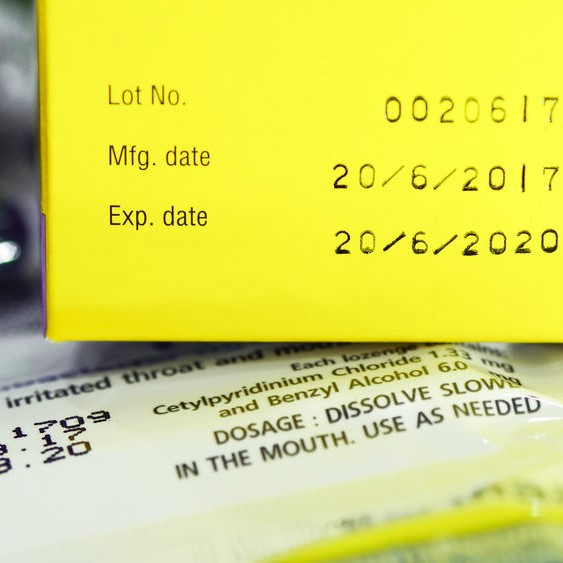 Lot No. 0020617
Mfg. date 20/6/2017
Exp. date 20/6/2020
irritated throat and
Each lozenge contains:
Cetylpyridinium Chloride 1.33 mg
and Benzyl Alcohol 6.0 mg
DOSAGE : DISSOLVE SLOWLY
IN THE MOUTH. USE AS NEEDED
1709
: 17
: 20